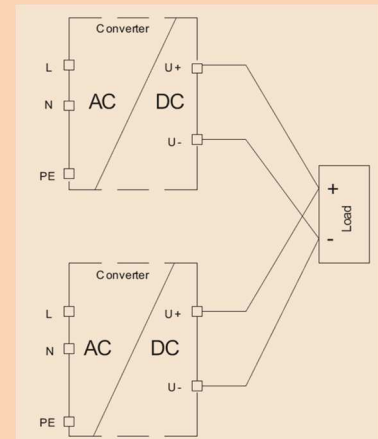 Converter
L
U+
N
AC
DC
U-
PE
+
-
Load
Converter
L
U+
N
AC
DC
U-
PE